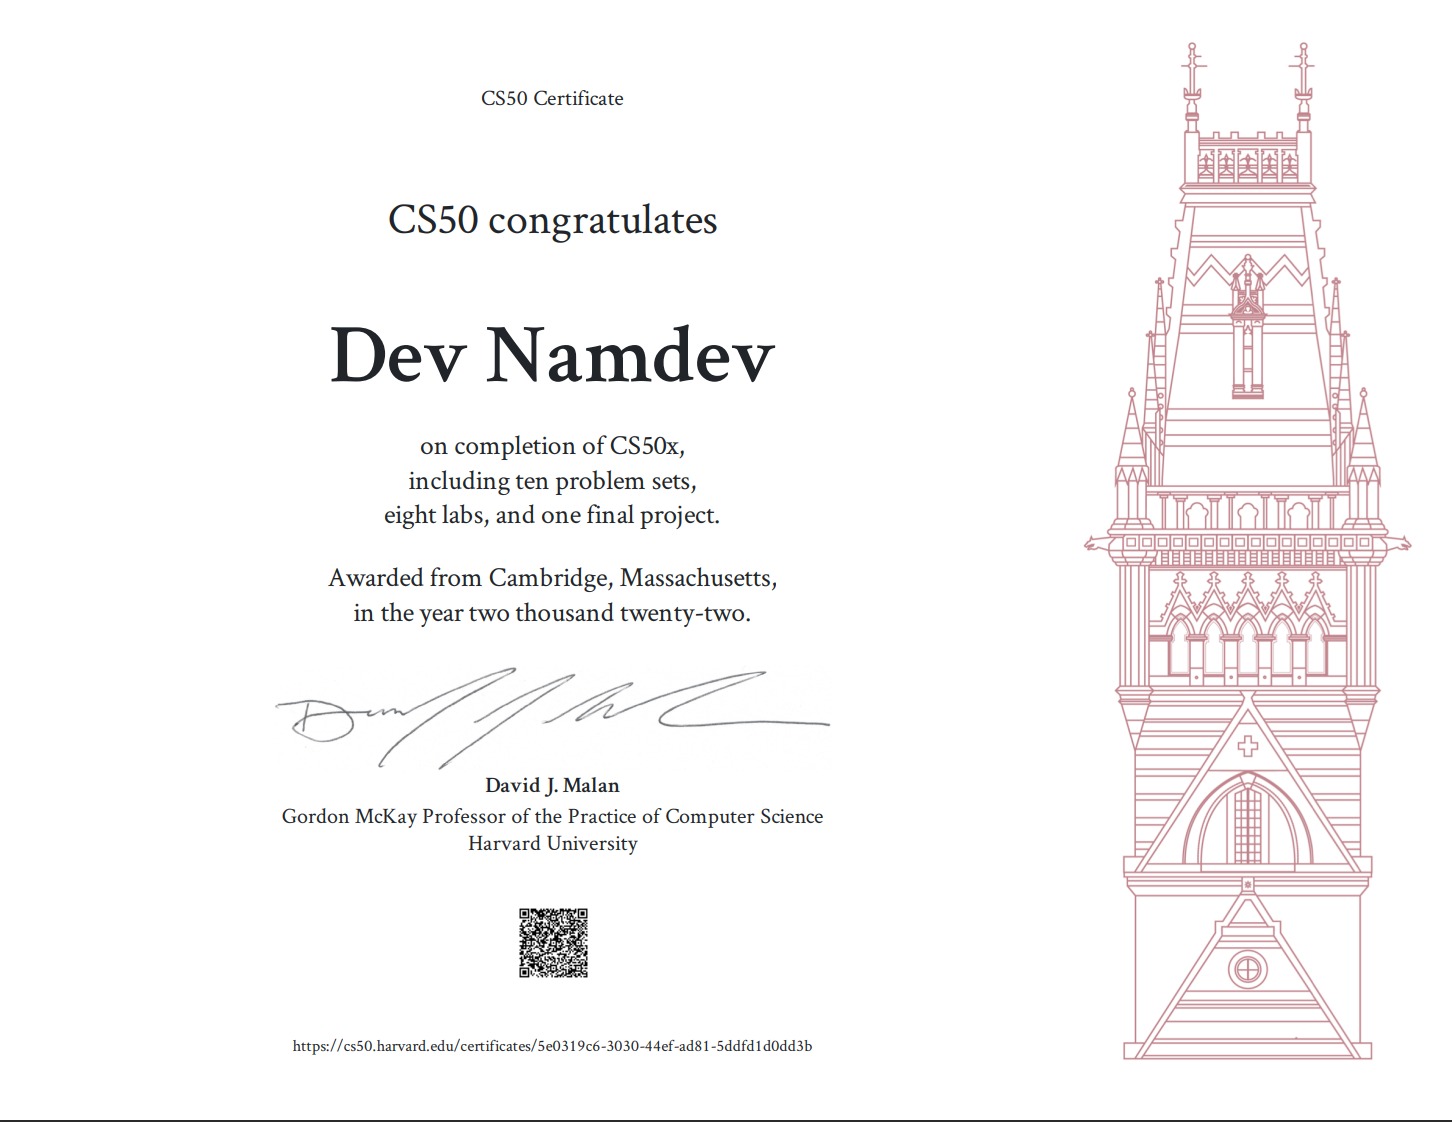 CS50 Certificate
CS50 congratulates
Dev Namdev
on completion of CS50x,
including ten problem sets,
eight labs, and one final project.
Awarded from Cambridge, Massachusetts,
in the year two thousand twenty-two.
David J. Malan
Gordon McKay Professor of the Practice of Computer Science
Harvard University
https://cs50.harvard.edu/certificates/5e0319c6-3030-44ef-ad81-5ddfd1d0dd3b